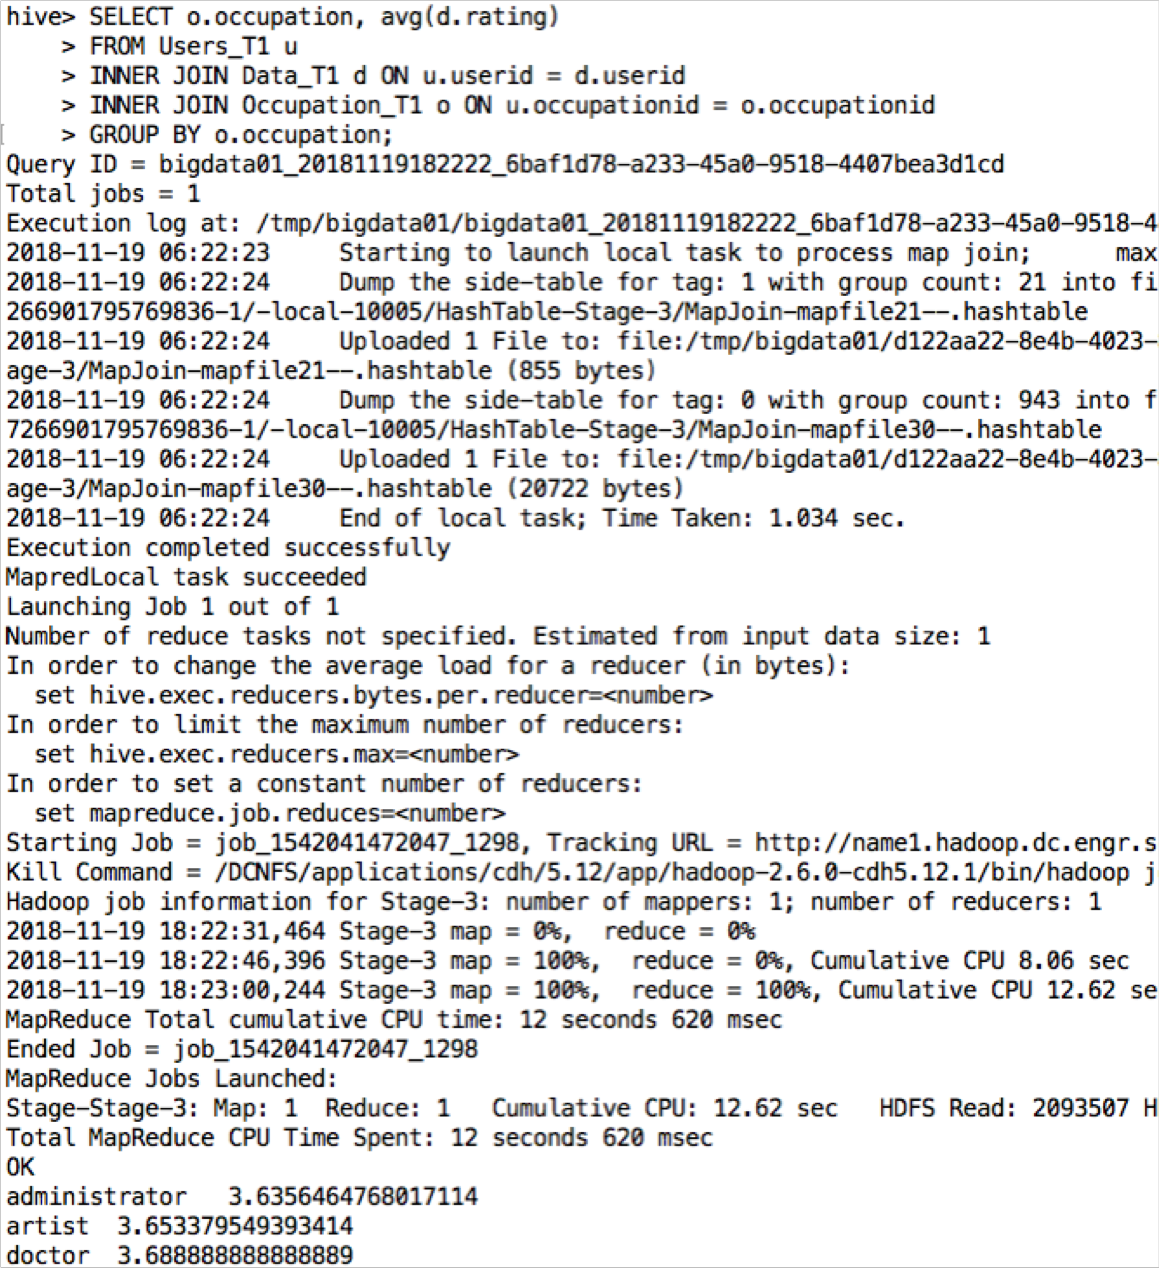 hive> SELECT o.occupation, avg(d.rating)
    > FROM Users_T1 u
    > INNER JOIN Data_T1 d ON u.userid = d.userid
    > INNER JOIN Occupation_T1 o ON u.occupationid = o.occupationid
    > GROUP BY o.occupation;
Query ID = bigdata01_20181119182222_6baf1d78-a233-45a0-9518-4407bea3d1cd
Total jobs = 1
Execution log at: /tmp/bigdata01/bigdata01_20181119182222_6baf1d78-a233-45a0-9518-4
2018-11-19 06:22:23     Starting to launch local task to process map join;      max
2018-11-19 06:22:24     Dump the side-table for tag: 1 with group count: 21 into fi
266901795769836-1/-local-10005/HashTable-Stage-3/MapJoin-mapfile21--.hashtable
2018-11-19 06:22:24     Uploaded 1 File to: file:/tmp/bigdata01/d122aa22-8e4b-4023-
age-3/MapJoin-mapfile21--.hashtable (855 bytes)
2018-11-19 06:22:24     Dump the side-table for tag: 0 with group count: 943 into f
7266901795769836-1/-local-10005/HashTable-Stage-3/MapJoin-mapfile30--.hashtable
2018-11-19 06:22:24     Uploaded 1 File to: file:/tmp/bigdata01/d122aa22-8e4b-4023-
age-3/MapJoin-mapfile30--.hashtable (20722 bytes)
2018-11-19 06:22:24     End of local task; Time Taken: 1.034 sec.
Execution completed successfully
MapredLocal task succeeded
Launching Job 1 out of 1
Number of reduce tasks not specified. Estimated from input data size: 1
In order to change the average load for a reducer (in bytes):
  set hive.exec.reducers.bytes.per.reducer=<number>
In order to limit the maximum number of reducers:
  set hive.exec.reducers.max=<number>
In order to set a constant number of reducers:
  set mapreduce.job.reduces=<number>
Starting Job = job_1542041472047_1298, Tracking URL = http://name1.hadoop.dc.engr.s
Kill Command = /DCNFS/applications/cdh/5.12/app/hadoop-2.6.0-cdh5.12.1/bin/hadoop j
Hadoop job information for Stage-3: number of mappers: 1; number of reducers: 1
2018-11-19 18:22:31,464 Stage-3 map = 0%,  reduce = 0%
2018-11-19 18:22:46,396 Stage-3 map = 100%,  reduce = 0%, Cumulative CPU 8.06 sec
2018-11-19 18:23:00,244 Stage-3 map = 100%,  reduce = 100%, Cumulative CPU 12.62 se
MapReduce Total cumulative CPU time: 12 seconds 620 msec
Ended Job = job_1542041472047_1298
MapReduce Jobs Launched:
Stage-Stage-3: Map: 1  Reduce: 1   Cumulative CPU: 12.62 sec   HDFS Read: 2093507 H
Total MapReduce CPU Time Spent: 12 seconds 620 msec
OK
administrator   3.6356464768017114
artist  3.653379549393414
doctor  3.688888888888889